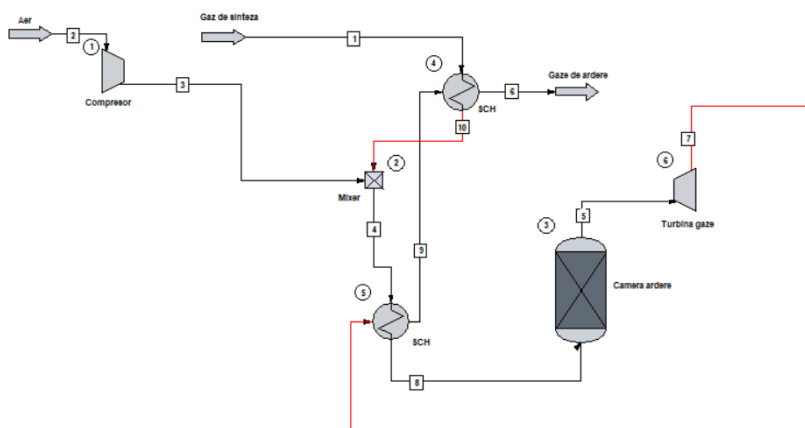 Aer
2
1
Compresor
3
Gaz de sinteza
1
4
SCH
6
Gaze de ardere
10
2
Mixer
4
9
5
SCH
8
7
6
Turbina gaze
5
3
Camera ardere